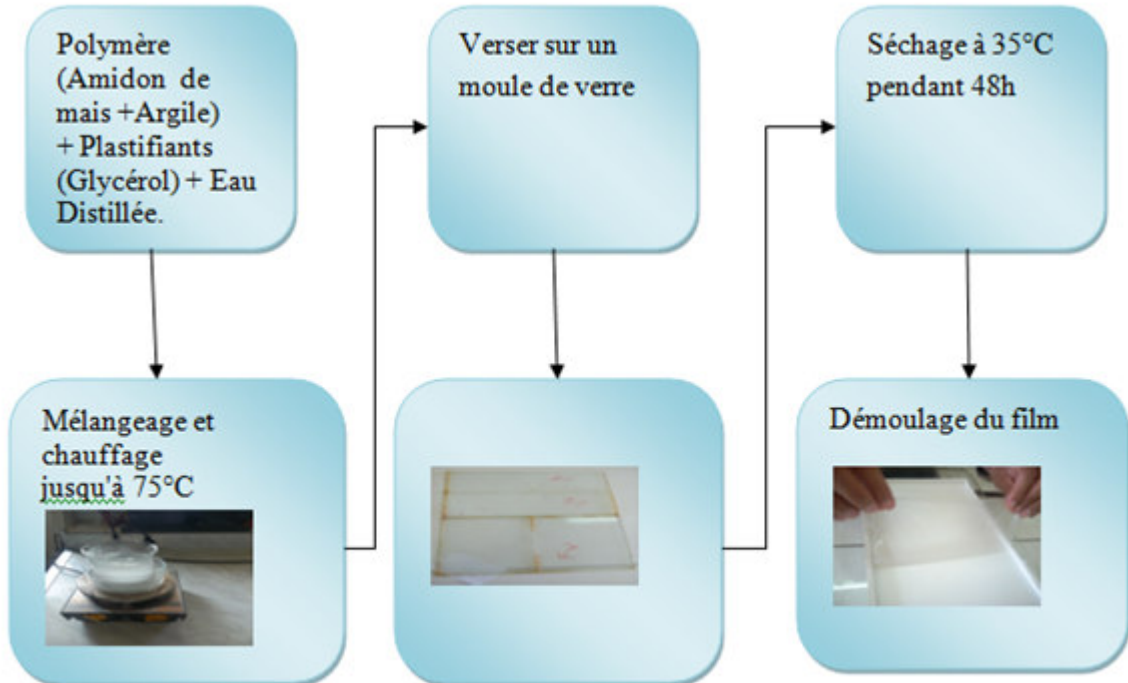 Polymère
(Amidon de
mais +Argile)
+ Plastifiants
(Glycérol) + Eau
Distillée.
Mélangeage et
chauffage
jusqu'à 75°C
Verser sur un
moule de verre
Séchage à 35°C
pendant 48h
Démoulage du film